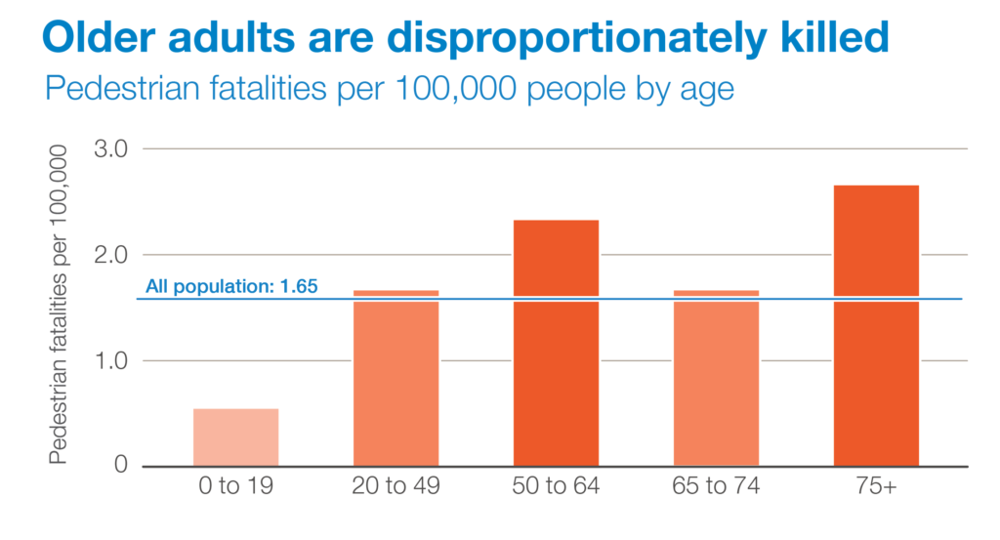 Older adults are disproportionately killed
Pedestrian fatalities per 100,000 people by age
Pedestrian fatalities per 100,000
3.0
2.0
All population: 1.65
1.0
0
0 to 19
20 to 49
50 to 64
65 to 74
75+